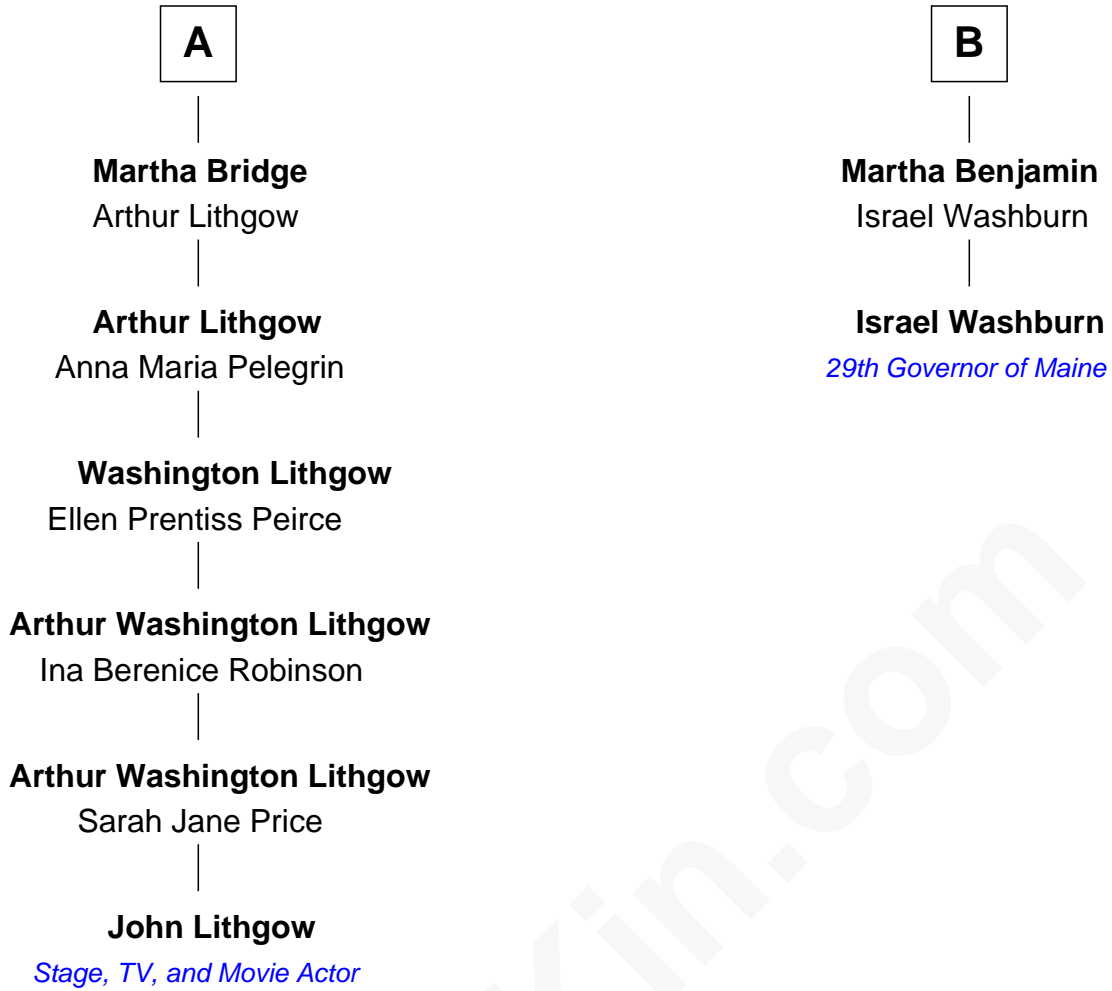 A
Martha Bridge
Arthur Lithgow
Arthur Lithgow
Anna Maria Pelegrin
Washington Lithgow
Ellen Prentiss Peirce
Arthur Washington Lithgow
Ina Berenice Robinson
Arthur Washington Lithgow
Sarah Jane Price
John Lithgow
Stage, TV, and Movie Actor
B
Martha Benjamin
Israel Washburn
Israel Washburn
29th Governor of Maine